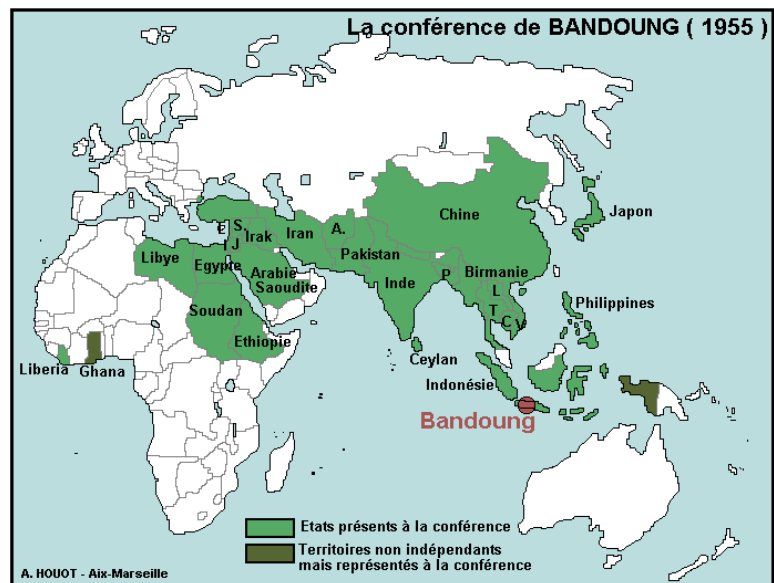 La conférence de BANDOUNG ( 1955 )
Chine
Japon
S.
Iran
A.
Irak
J
I
Libye
Egypte
Pakistan
Arabie
Saoudite
Inde
P
Birmanie
L
Soudan
T
Philippines
C
V
Ethiopie
Liberia
Ghana
Ceylan
Indonésie
Bandoung
Etats présents à la conférence
Territoires non indépendants
mais représentés à la conférence
A. HOUOT - Aix-Marseille